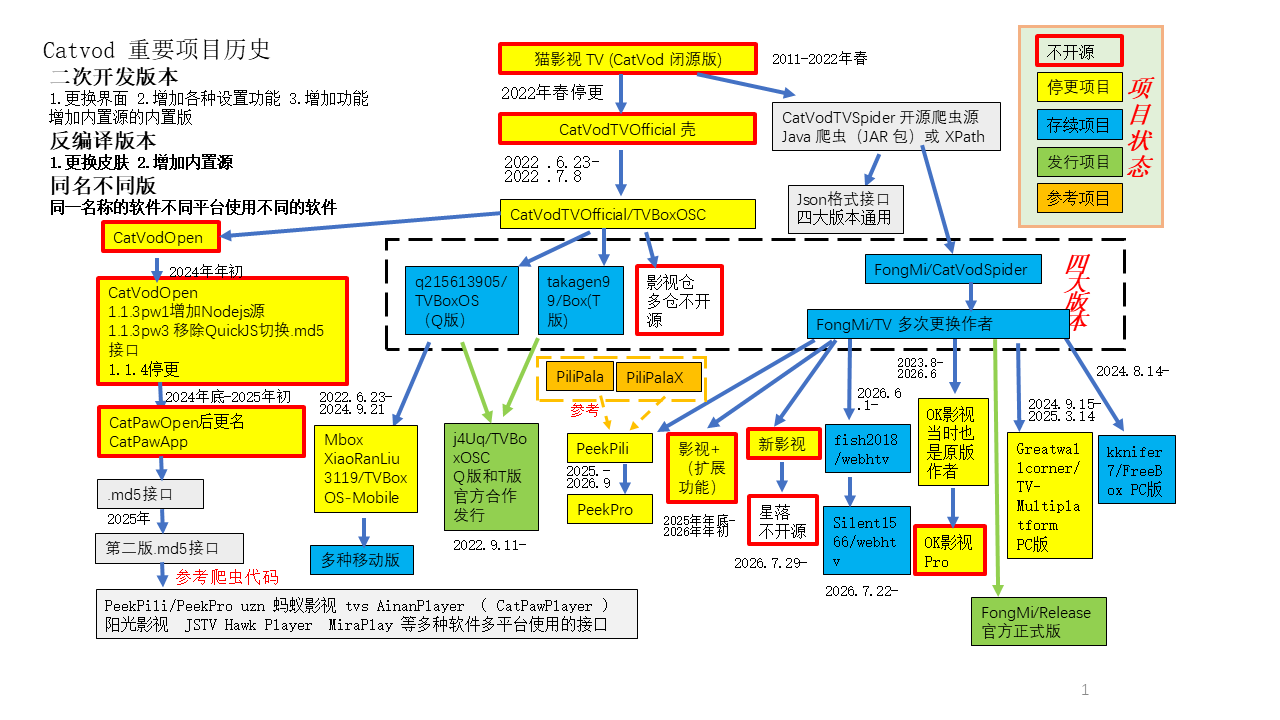 Catvod 重要项目历史
二次开发版本
1.更换界面 2.增加各种设置功能 3.增加功能
增加内置源的内置版
反编译版本
1.更换皮肤 2.增加内置源
同名不同版
同一名称的软件不同平台使用不同的软件
猫影视 TV (CatVod 闭源版)
2011-2022年春
2022年春停更
CatVodTVOfficial 壳
2022 .6.23-
2022 .7.8
CatVodTVOfficial/TVBoxOSC
CatVodTVSpider 开源爬虫源
Java 爬虫（JAR 包）或 XPath
Json格式接口
四大版本通用
不开源
停更项目
存续项目
发行项目
参考项目
项目状态
CatVodOpen
2024年年初
CatVodOpen
1.1.3pw1增加Nodejs源
1.1.3pw3 移除QuickJS切换.md5
接口
1.1.4停更
2024年底-2025年初
CatPawOpen后更名
CatPawApp
.md5接口
2025年
第二版.md5接口
参考爬虫代码
PeekPili/PeekPro uzn 蚂蚁影视 tvs AinanPlayer （ CatPawPlayer ）
阳光影视 JSTV Hawk Player MiraPlay 等多种软件多平台使用的接口
q215613905/
TVBoxOS
（Q版）
takagen9
9/Box(T
版)
影视仓
多仓不开
源
FongMi/CatVodSpider
FongMi/TV 多次更换作者
四大版本
2022.6.23-
2024.9.21
Mbox
XiaoRanLiu
3119/TVBox
OS-Mobile
多种移动版
j4Uq/TVBo
xOSC
Q版和T版
官方合作
发行
2022.9.11-
PiliPala
PiliPalaX
参考
PeekPili
2025.-
2026.9
PeekPro
影视+
（扩展
功能）
2025年年底-
2026年年初
新影视
星落
不开源
2026.7.29-
2026.6
.1-
fish2018
/webhtv
Silent15
66/webht
v
2026.7.22-
2023.8-
2026.6
OK影视
当时也
是原版
作者
OK影视
Pro
2024.9.15-
2025.3.14
Greatwal
lcorner/
TV-
Multipla
tform
PC版
2024.8.14-
kknifer
7/FreeB
ox PC版
FongMi/Release
官方正式版
1